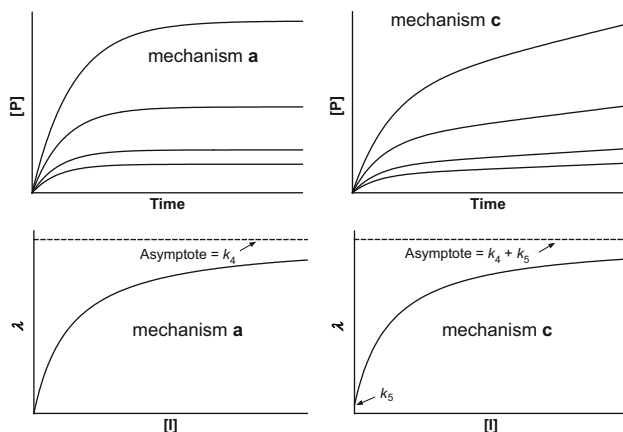 mechanism a
[P]
Time
mechanism c
[P]
Time
Asymptote = k4
λ
mechanism a
[I]
Asymptote = k4 + k5
λ
mechanism c
k5
[I]